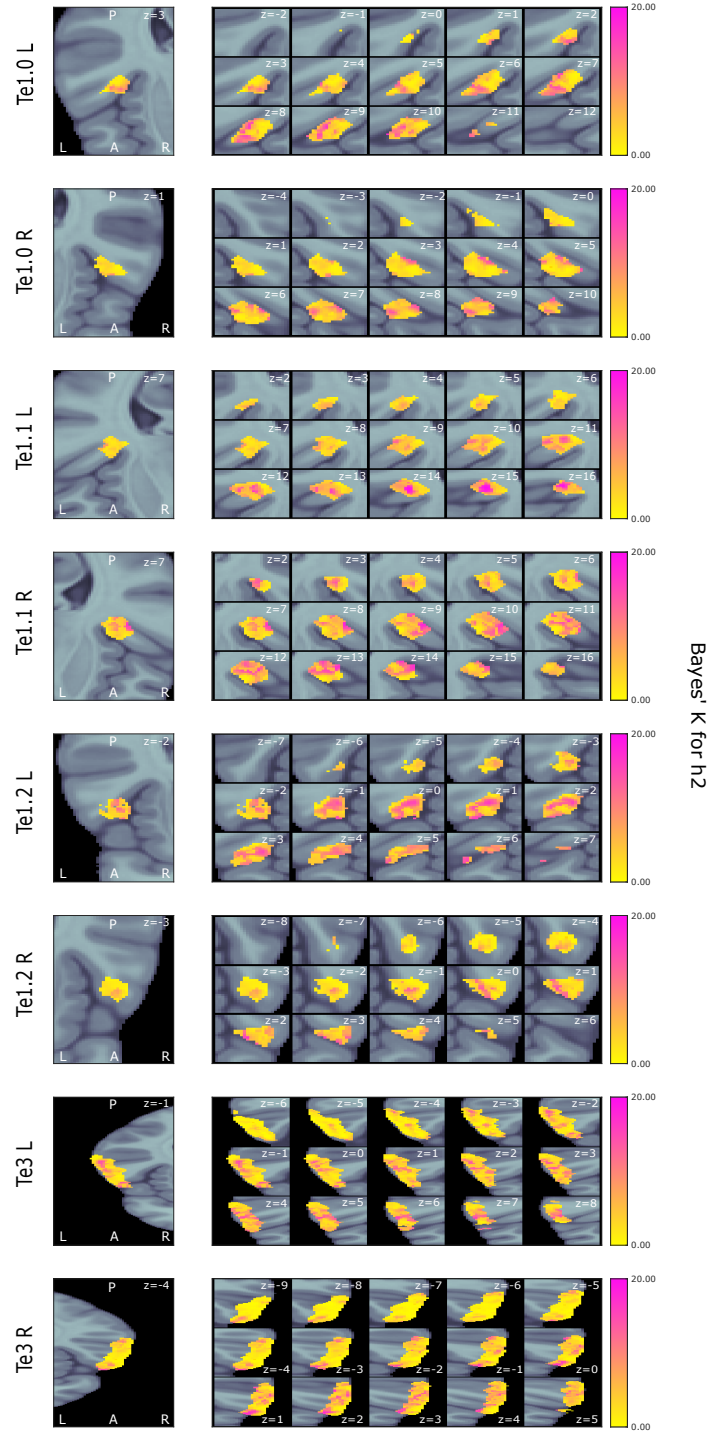 Te1.0 L
P
z=3
L
A
R
z=-2
z=-1
z=0
z=1
z=2
z=3
z=4
z=5
z=6
z=7
z=8
z=9
z=10
z=11
z=12
20.00
0.00
Te1.0 R
P
z=1
L
A
R
z=-4
z=-3
z=-2
z=-1
z=0
z=1
z=2
z=3
z=4
z=5
z=6
z=7
z=8
z=9
z=10
20.00
0.00
Te1.1 L
P
z=7
L
A
R
z=2
z=3
z=4
z=5
z=6
z=7
z=8
z=9
z=10
z=11
z=12
z=13
z=14
z=15
z=16
20.00
0.00
Te1.1 R
P
z=7
L
A
R
z=2
z=3
z=4
z=5
z=6
z=7
z=8
z=9
z=10
z=11
z=12
z=13
z=14
z=15
z=16
20.00
0.00
Bayes' K for h2
Te1.2 L
P
z=-2
L
A
R
z=-7
z=-6
z=-5
z=-4
z=-3
z=-2
z=-1
z=0
z=1
z=2
z=3
z=4
z=5
z=6
z=7
20.00
0.00
Te1.2 R
P
z=-3
L
A
R
z=-8
z=-7
z=-6
z=-5
z=-4
z=-3
z=-2
z=-1
z=0
z=1
z=2
z=3
z=4
z=5
z=6
20.00
0.00
Te3 L
P
z=-1
L
A
R
z=-6
z=-5
z=-4
z=-3
z=-2
z=-1
z=0
z=1
z=2
z=3
z=4
z=5
z=6
z=7
z=8
20.00
0.00
Te3 R
P
z=-4
L
A
R
z=-9
z=-8
z=-7
z=-6
z=-5
z=-4
z=-3
z=-2
z=-1
z=0
z=1
z=2
z=3
z=4
z=5
20.00
0.00